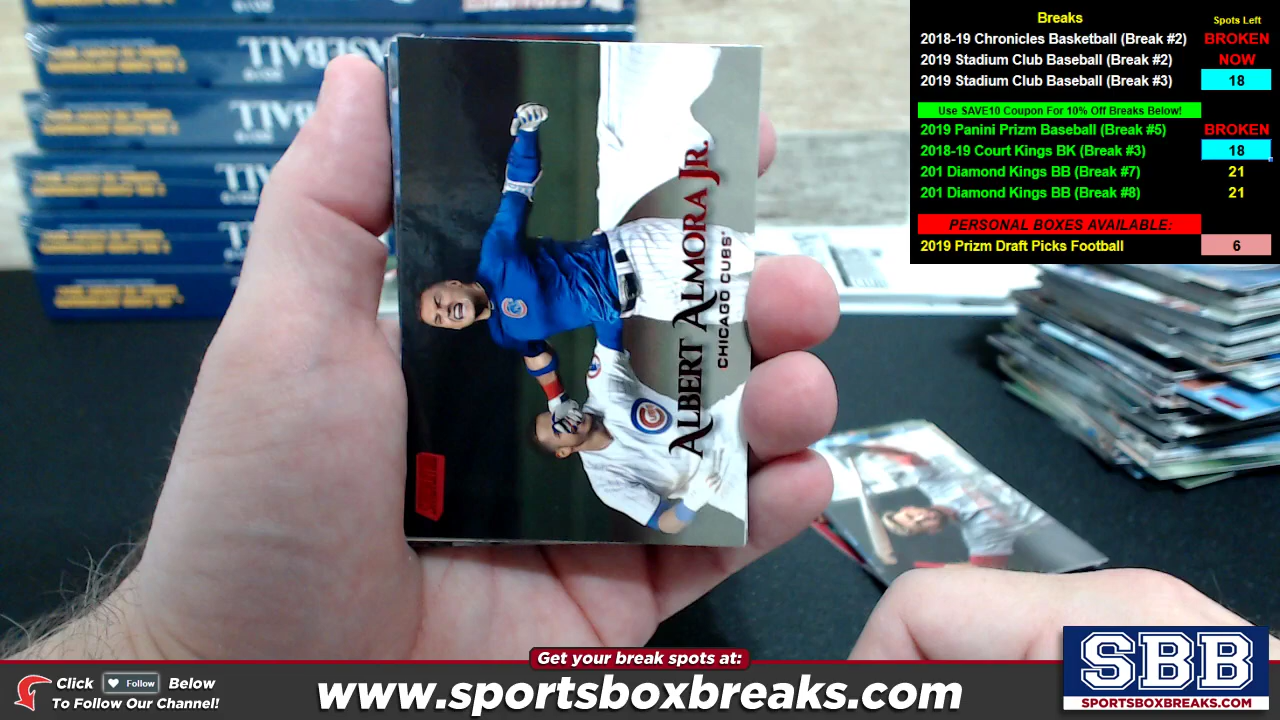 Breaks Spots Left
2018-19 Chronicles Basketball (Break #2) BROKEN
2019 Stadium Club Baseball (Break #2) NOW
2019 Stadium Club Baseball (Break #3) 18
Use SAVE10 Coupon For 10% Off Breaks Below!
2019 Panini Prizm Baseball (Break #5) BROKEN
2018-19 Court Kings BK (Break #3) 18
201 Diamond Kings BB (Break #7) 21
201 Diamond Kings BB (Break #8) 21
PERSONAL BOXES AVAILABLE:
2019 Prizm Draft Picks Football 6
BASEBALL
ALBERT ALMORA JR.
CHICAGO CUBS
Get your break spots at:
Click Follow Below
To Follow Our Channel!
www.sportsboxbreaks.com
SBB
SPORTSBOXBREAKS.COM